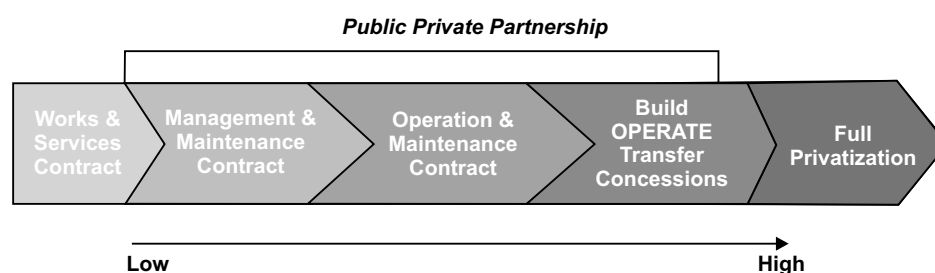 Public Private Partnership
Works &
Services
Contract
Management &
Maintenance
Contract
Operation &
Maintenance
Contract
Build
OPERATE
Transfer
Concessions
Full
Privatization
Low
High